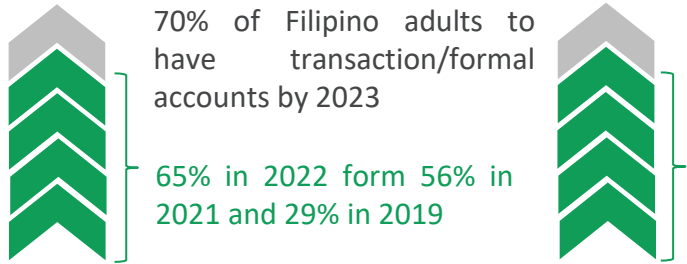 70% of Filipino adults to
have transaction/formal
accounts by 2023
65% in 2022 form 56% in
2021 and 29% in 2019